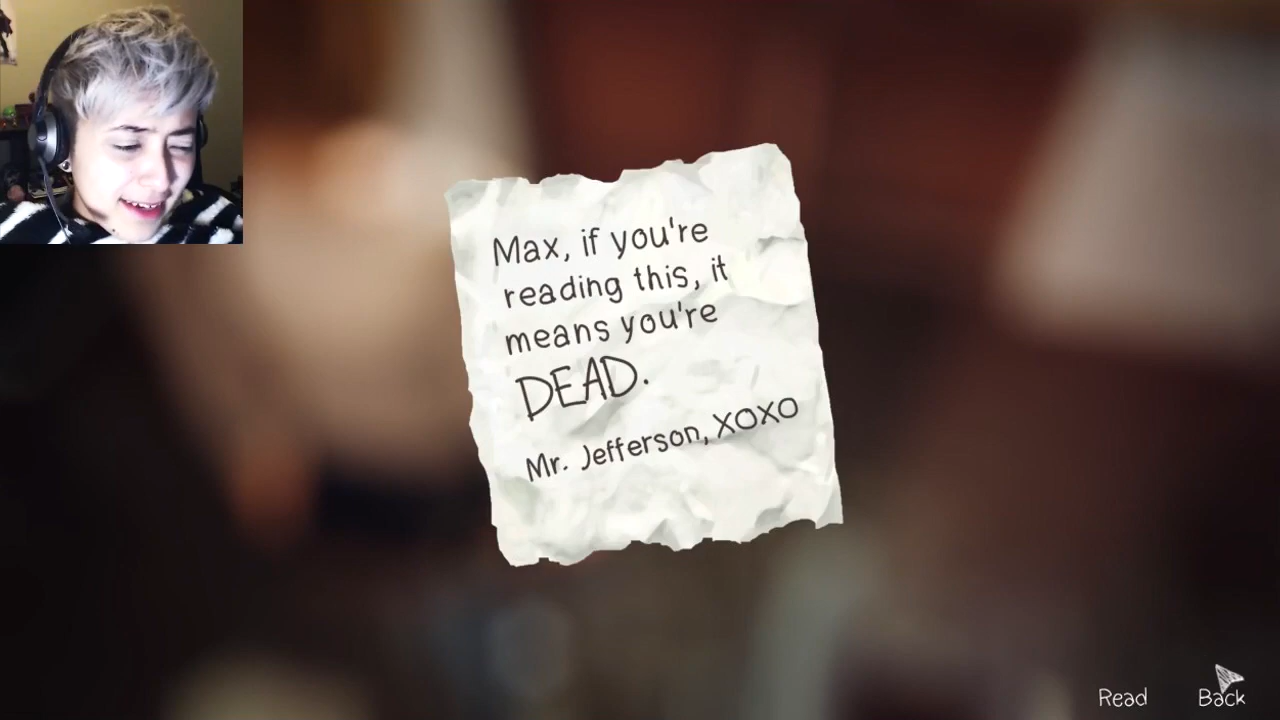 Max, if you're
reading this, it
means you're
DEAD.
Mr. Jefferson, XOXO
Read
Back